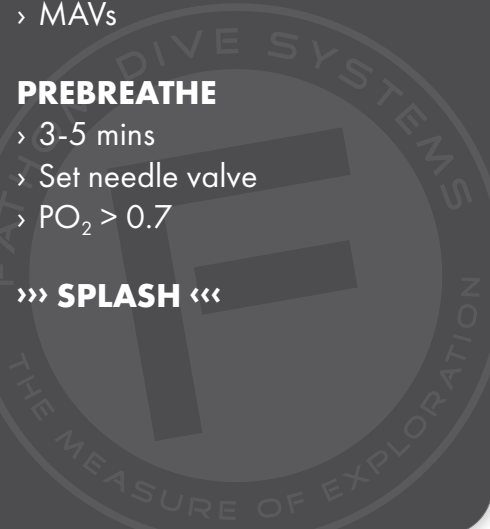 › MAVs
PREBREATHE
› 3-5 mins
› Set needle valve
› PO₂ > 0.7
››› SPLASH ‹‹‹
DIVE SYSTEMS
THE MEASURE OF EXPLORATION